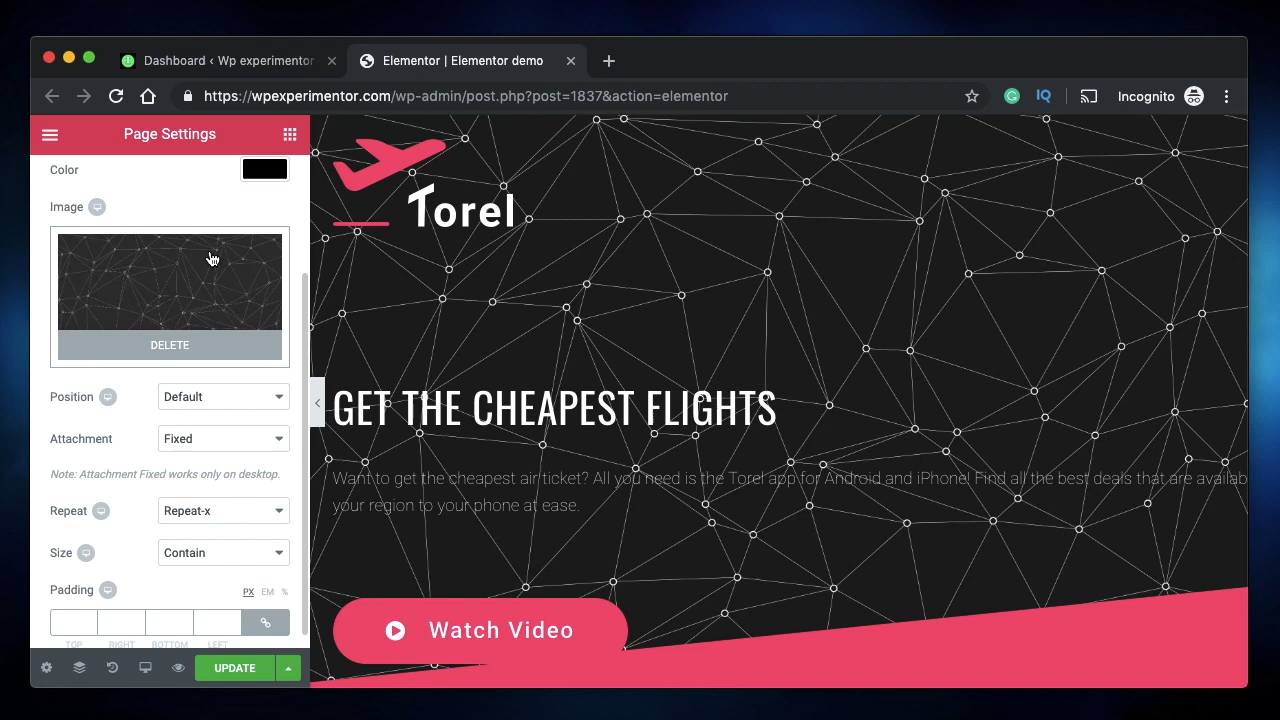 Dashboard ‹ Wp experimentor
Elementor | Elementor demo
https://wpexperimentor.com/wp-admin/post.php?post=1837&action=elementor
IQ
Incognito
Page Settings
Color
Image
DELETE
Position
Default
Attachment
Fixed
Note: Attachment Fixed works only on desktop.
Repeat
Repeat-x
Size
Contain
Padding
PX EM %
TOP RIGHT BOTTOM LEFT
UPDATE
Torel
GET THE CHEAPEST FLIGHTS
Want to get the cheapest air ticket? All you need is the Torel app for Android and iPhone! Find all the best deals that are availab
your region to your phone at ease.
Watch Video